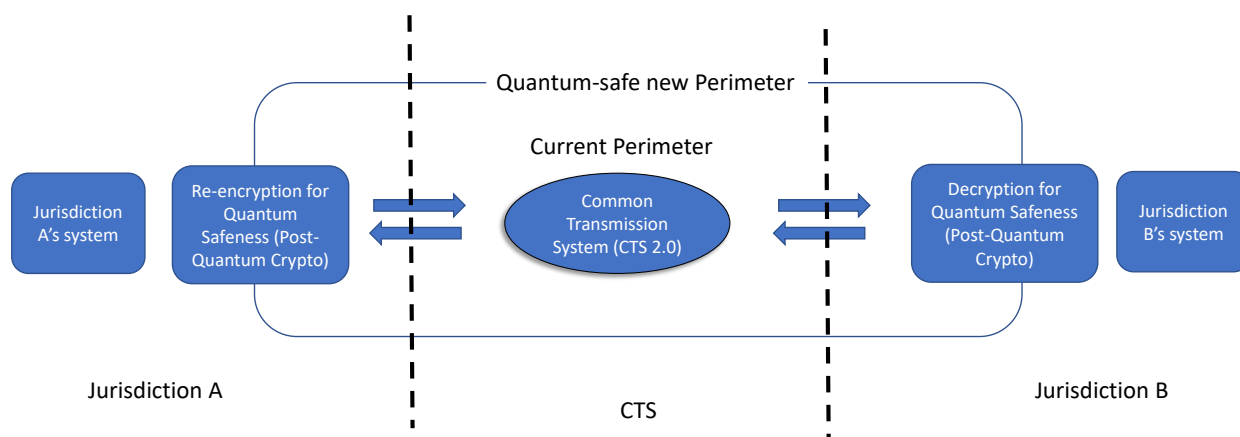 Quantum-safe new Perimeter
Current Perimeter
Jurisdiction
A's system
Re-encryption for
Quantum
Safeness (Post-
Quantum Crypto)
Common
Transmission
System (CTS 2.0)
Decryption for
Quantum Safeness
(Post-Quantum
Crypto)
Jurisdiction
B's system
Jurisdiction A
CTS
Jurisdiction B